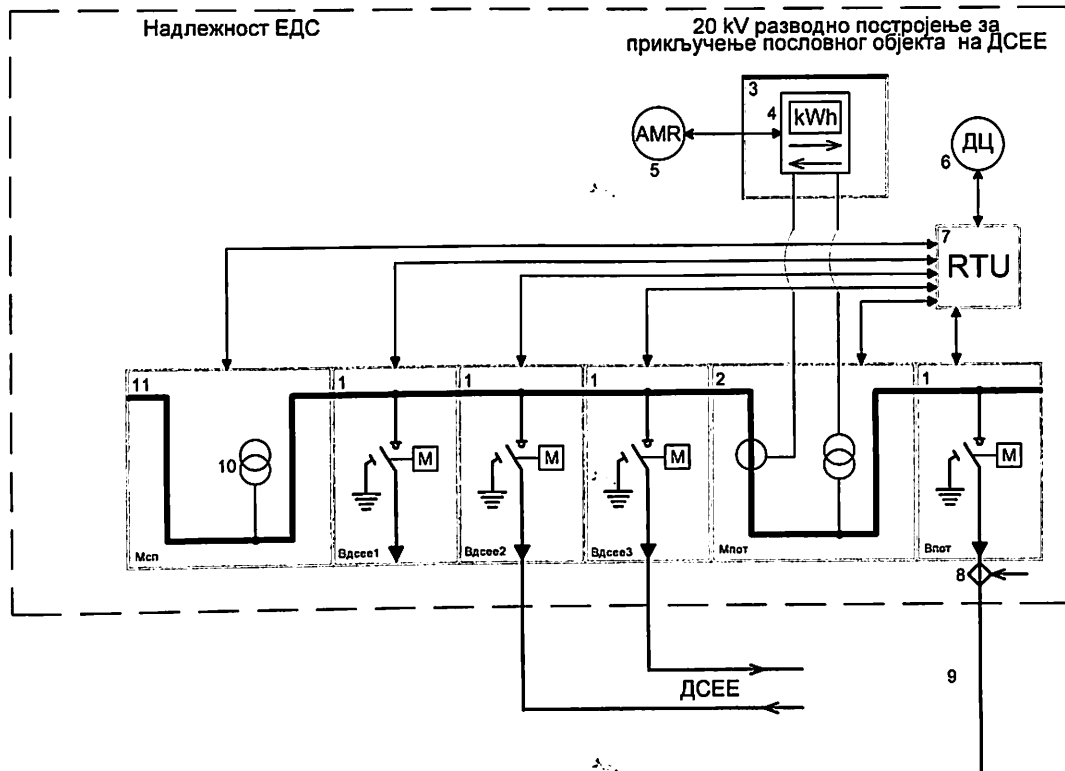 Надлежност ЕДС
20 kV разводно постројење за
прикључење пословног објекта на ДСЕЕ
3
4
kWh
AMR
5
ДЦ
6
7
RTU
11
1
1
1
2
1
10
M
M
M
M
Мсп
Вдсее1
Вдсее2
Вдсее3
Мпот
Впот
8
ДСЕЕ
9